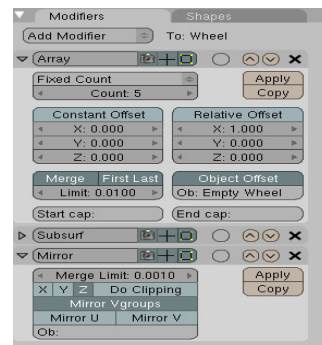 Modifiers Shapes
Add Modifier To: Wheel
Array
Fixed Count Apply
Count: 5 Copy
Constant Offset Relative Offset
X: 0.000 X: 1.000
Y: 0.000 Y: 0.000
Z: 0.000 Z: 0.000
Merge First Last Object Offset
Limit: 0.0100 Ob: Empty Wheel
Start cap: End cap:
Subsurf
Mirror
Merge Limit: 0.0010 Apply
X Y Z Do Clipping Copy
Mirror Vgroups
Mirror U Mirror V
Ob: